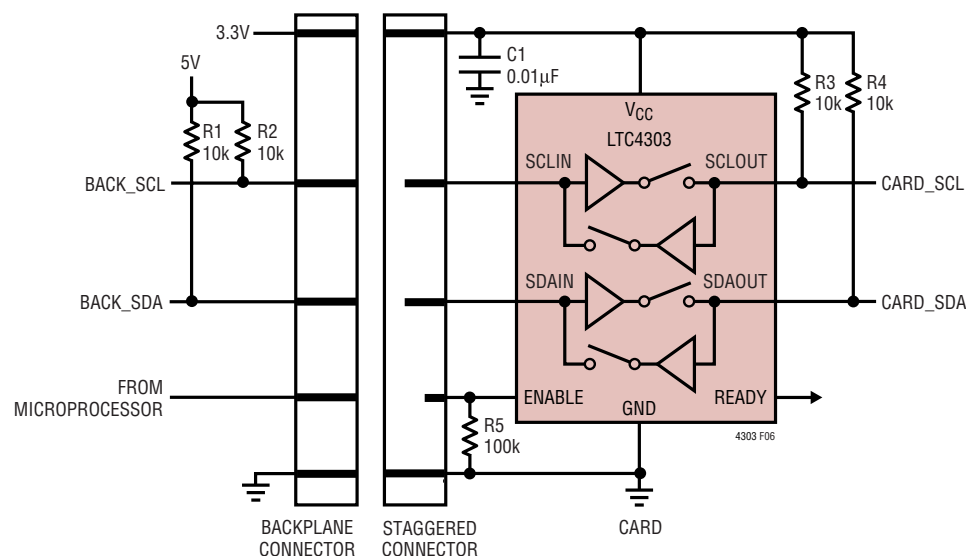 3.3V
5V
C1
0.01μF
R1
10k
R2
10k
R3
10k
R4
10k
VCC
LTC4303
SCLIN
SCLOUT
BACK_SCL
CARD_SCL
SDAIN
SDAOUT
BACK_SDA
CARD_SDA
FROM
MICROPROCESSOR
ENABLE
GND
READY
R5
100k
4303 F06
BACKPLANE
CONNECTOR
STAGGERED
CONNECTOR
CARD